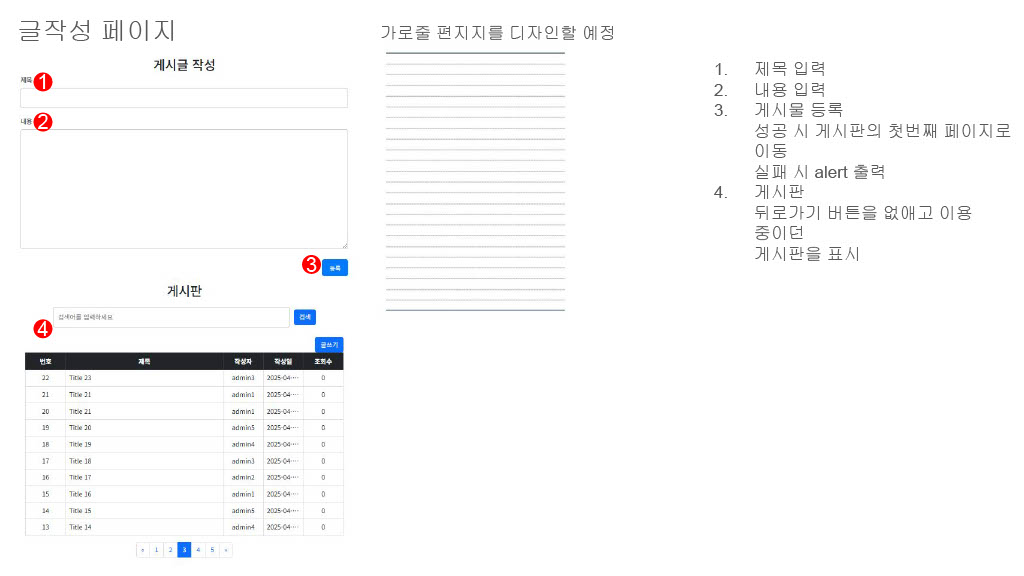 글작성 페이지
가로줄 편지지를 디자인할 예정
게시글 작성
제목 1
내용 2
3 등록
게시판
검색어를 입력하세요 검색
4
글쓰기
번호 제목 작성자 작성일 조회수
22 Title 23 admin3 2025-04-··· 0
21 Title 21 admin1 2025-04-··· 0
20 Title 21 admin1 2025-04-··· 0
19 Title 20 admin5 2025-04-··· 0
18 Title 19 admin4 2025-04-··· 0
17 Title 18 admin3 2025-04-··· 0
16 Title 17 admin2 2025-04-··· 0
15 Title 16 admin1 2025-04-··· 0
14 Title 15 admin5 2025-04-··· 0
13 Title 14 admin4 2025-04-··· 0
1 2 3 4 5
1. 제목 입력
2. 내용 입력
3. 게시물 등록
성공 시 게시판의 첫번째 페이지로
이동
실패 시 alert 출력
4. 게시판
뒤로가기 버튼을 없애고 이용
중이던
게시판을 표시